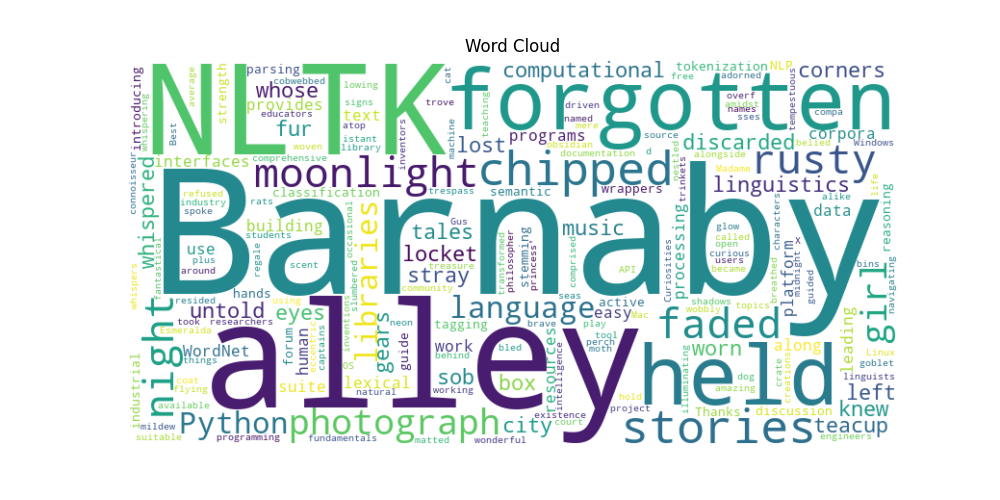 Word Cloud
NLTK
forgotten
Barnaby
alley
held
moonlight
chipped
rusty
faded
girl
night
stories
photograph
libraries
language
Python
computational
corners
tokenization
NLP
parsing
whose
provides
fur
text
strength
introducing
whispering
average
Best
cobwebbed
educators
woven
free
adorned
lowing
signs
atop
istant
library
inventors
machine
cat
trove
teaching
driven
named
mere
obsidian
documentation
source
d
names
sses
overf
amidst
belied
tempestuous
compa
Windows
lost
programs
discarded
corpora
interfaces
comprehensive
classification
semantic
wrappers
trespass
nestled
trinkets
alongside
Madame
linguistics
alike
life
data
reasoning
connoisseur
Whispered
refused
industry
spoke
rats
building
students
use
plus
around
regale
scent
occasional
fantastical
tales
locket
stray
music
stemming
philosopher
princess
Gus
treasure
transformed
comprised
API
Curiosities
processing
glow
called
open
curious
users
became
platform
characters
x
midnight
breathed
guided
bins
navigating
whispers
resided
untold
hands
slumbered
community
seas
shadows
topics
wobbly
took
researchers
Esmeralda
things
WordNet
eyes
using
forum
human
eccentric
captains
inventions
OS
neon
gears
guide
tagging
work
behind
bled
easy
active
brave
play
Mac
tool
perch
moth
worn
along
leading
Linux
goblet
industrial
coat
flying
available
suite
lexical
natural
sob
working
box
resources
intelligence
existence
hold
project
court
illuminating
dog
amazing
crate
creations
Thanks
discussion
left
linguists
knew
teacup
engineers
mildew
suitable
programming
fundamentals
matted
city
wonderful